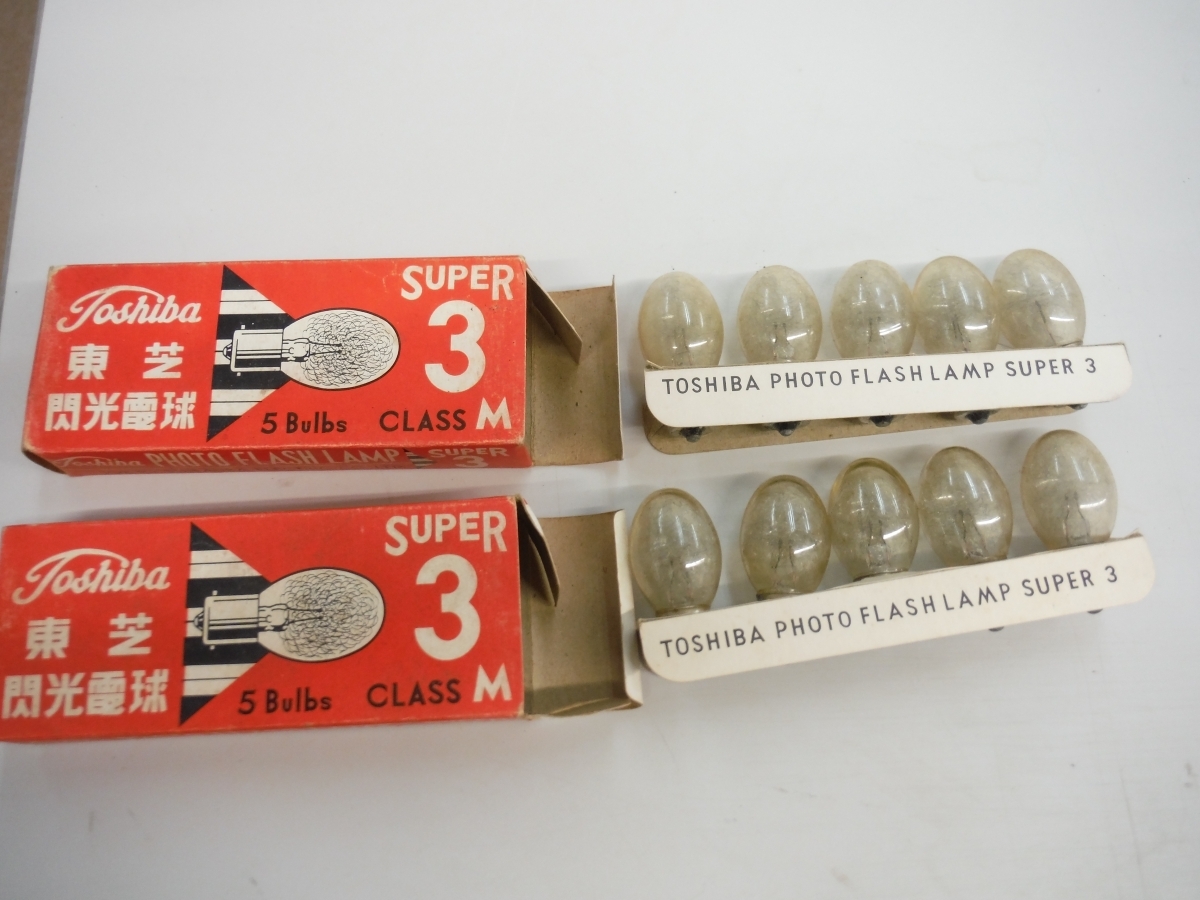 Toshiba
東芝
閃光電球
5 Bulbs
SUPER
3
CLASS M
Toshiba PHOTO FLASH LAMP SUPER 3
TOSHIBA PHOTO FLASH LAMP SUPER 3
Toshiba
東芝
閃光電球
5 Bulbs
SUPER
3
CLASS M
TOSHIBA PHOTO FLASH LAMP SUPER 3